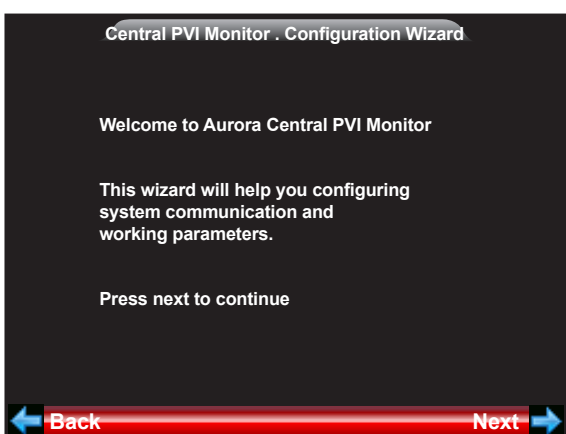 Central PVI Monitor . Configuration Wizard
Welcome to Aurora Central PVI Monitor
This wizard will help you configuring
system communication and
working parameters.
Press next to continue
Back Next